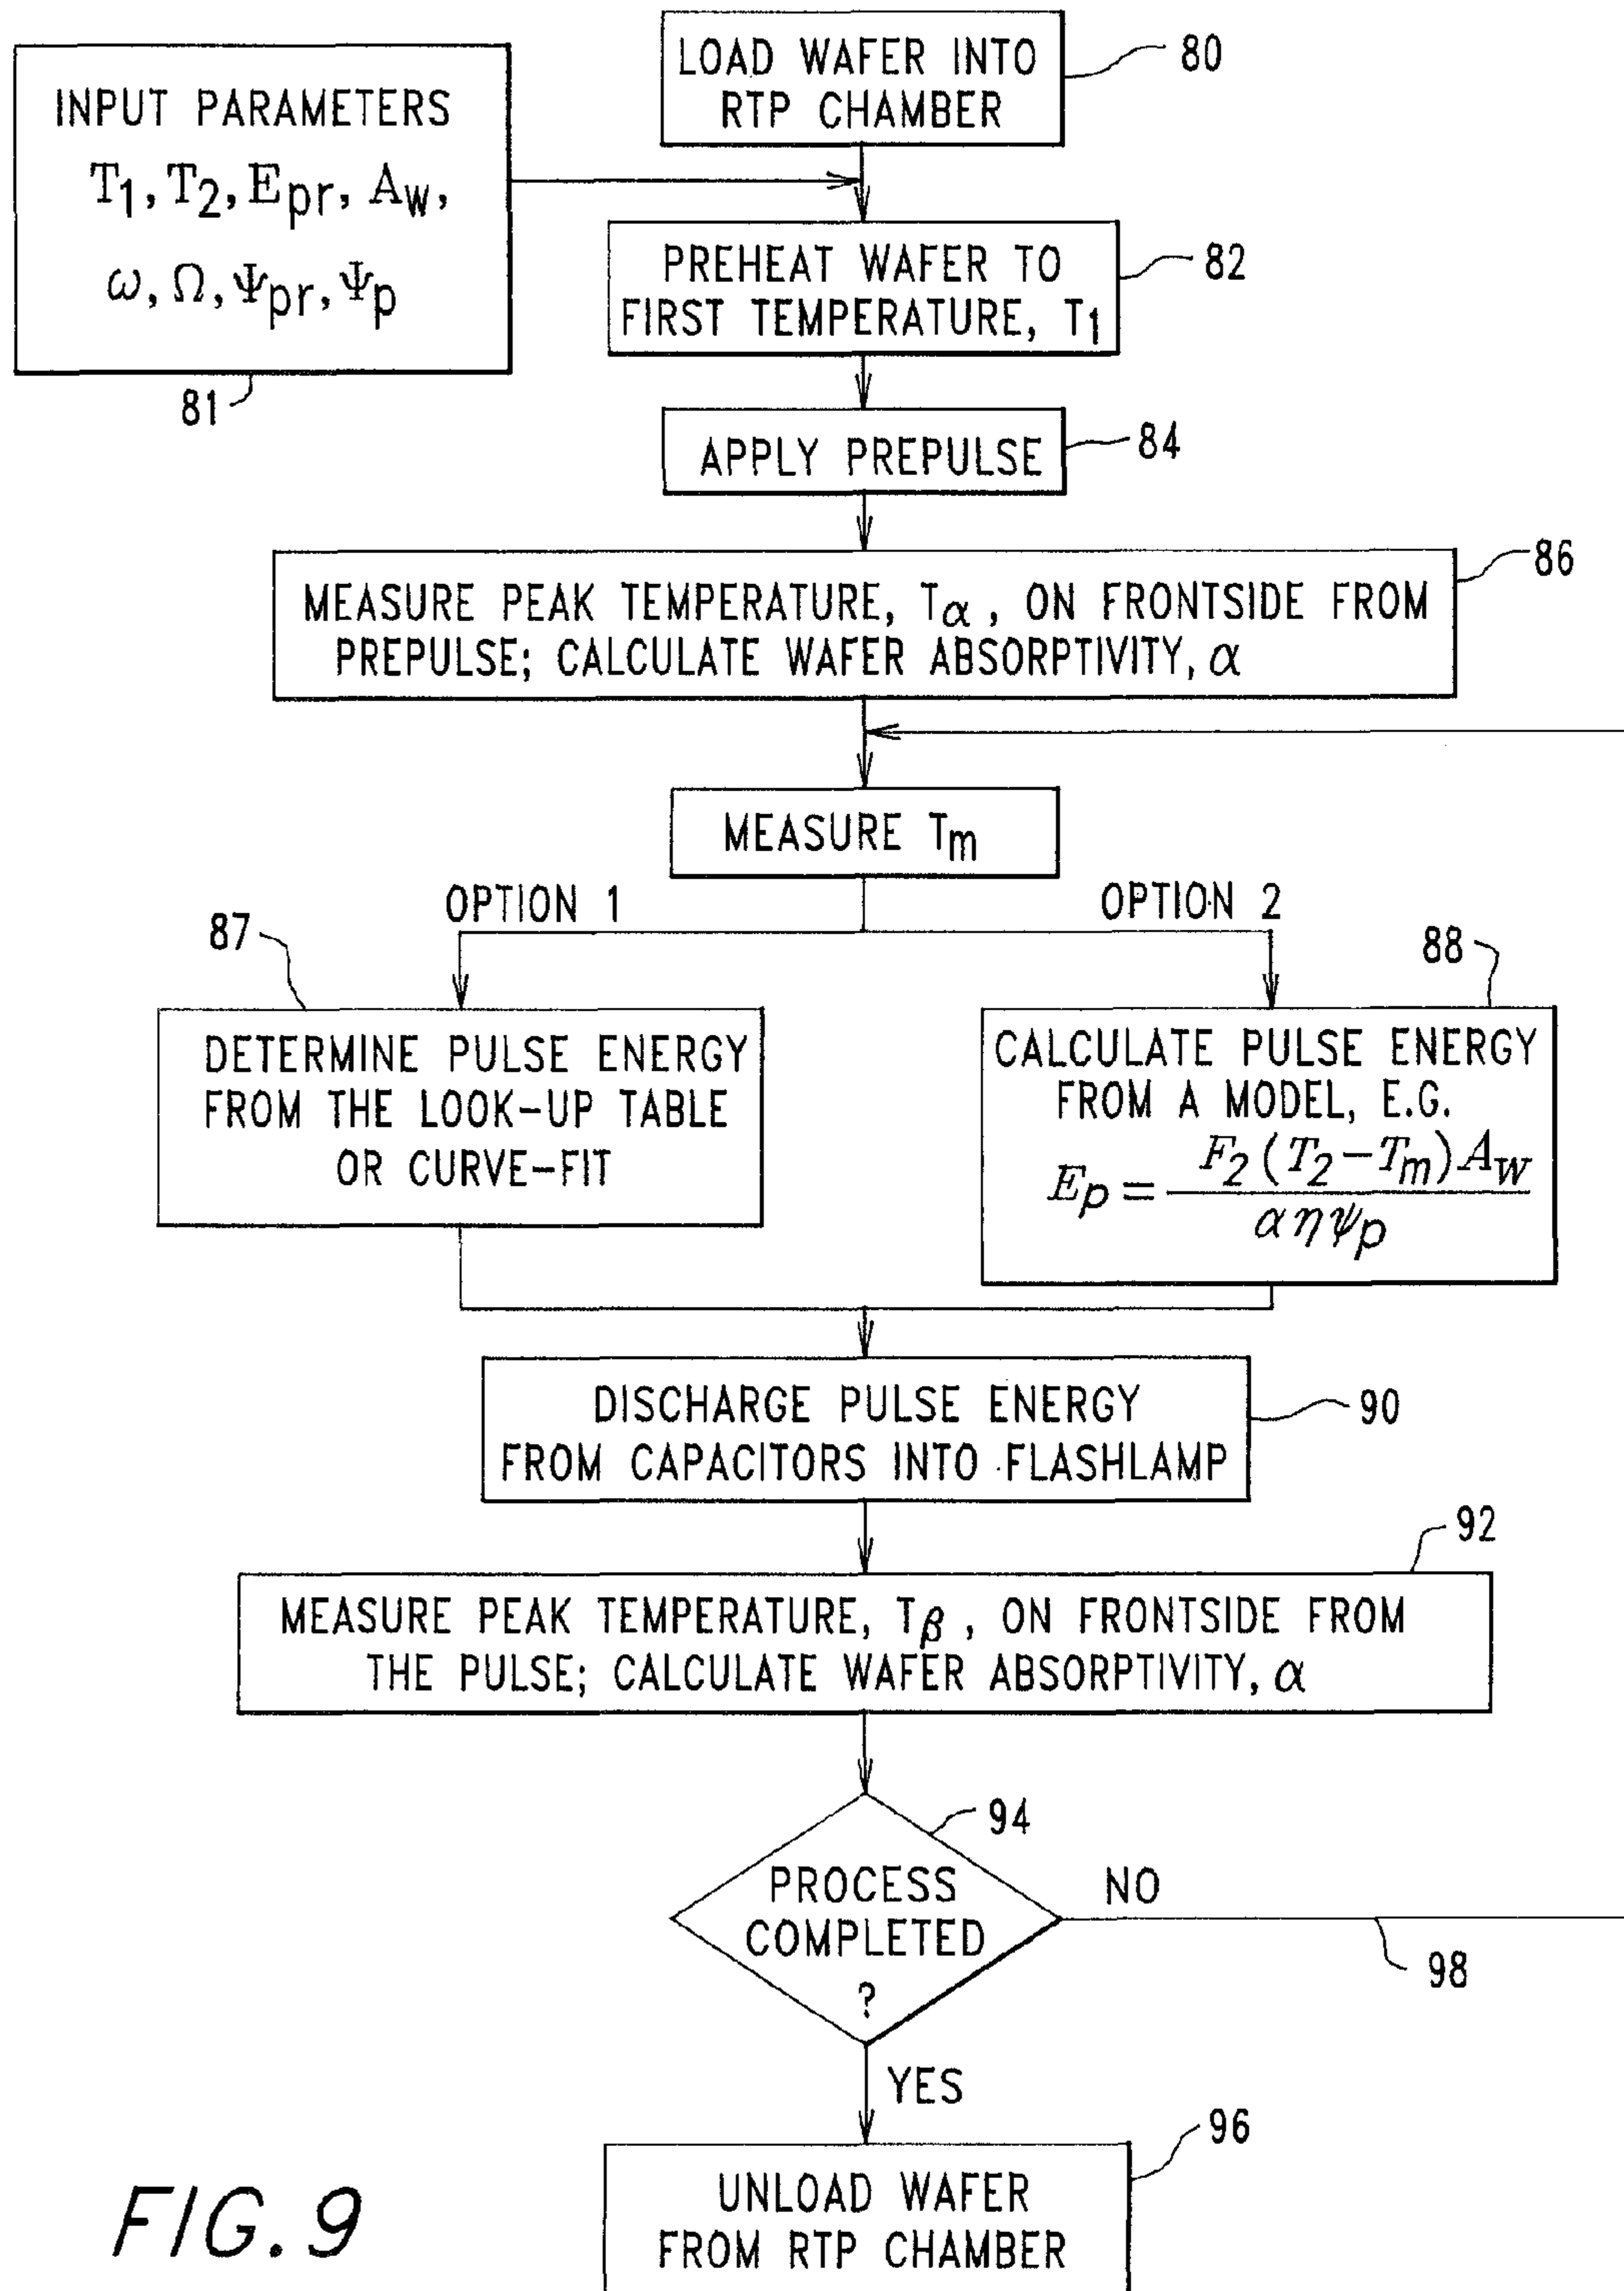 LOAD WAFER INTO
RTP CHAMBER
80
INPUT PARAMETERS
T1, T2, Epr, Aw,
ω, Ω, Ψpr, Ψp
81
PREHEAT WAFER TO
FIRST TEMPERATURE, T1
82
APPLY PREPULSE
84
MEASURE PEAK TEMPERATURE, Tα, ON FRONTSIDE FROM
PREPULSE; CALCULATE WAFER ABSORPTIVITY, α
86
MEASURE Tm
OPTION 1
OPTION 2
87
88
DETERMINE PULSE ENERGY
FROM THE LOOK-UP TABLE
OR CURVE-FIT
CALCULATE PULSE ENERGY
FROM A MODEL, E.G.
Ep = F2 (T2-Tm) Aw / α η ψp
DISCHARGE PULSE ENERGY
FROM CAPACITORS INTO FLASHLAMP
90
92
MEASURE PEAK TEMPERATURE, Tβ, ON FRONTSIDE FROM
THE PULSE; CALCULATE WAFER ABSORPTIVITY, α
94
PROCESS
COMPLETED
?
NO
98
YES
96
UNLOAD WAFER
FROM RTP CHAMBER
FIG. 9